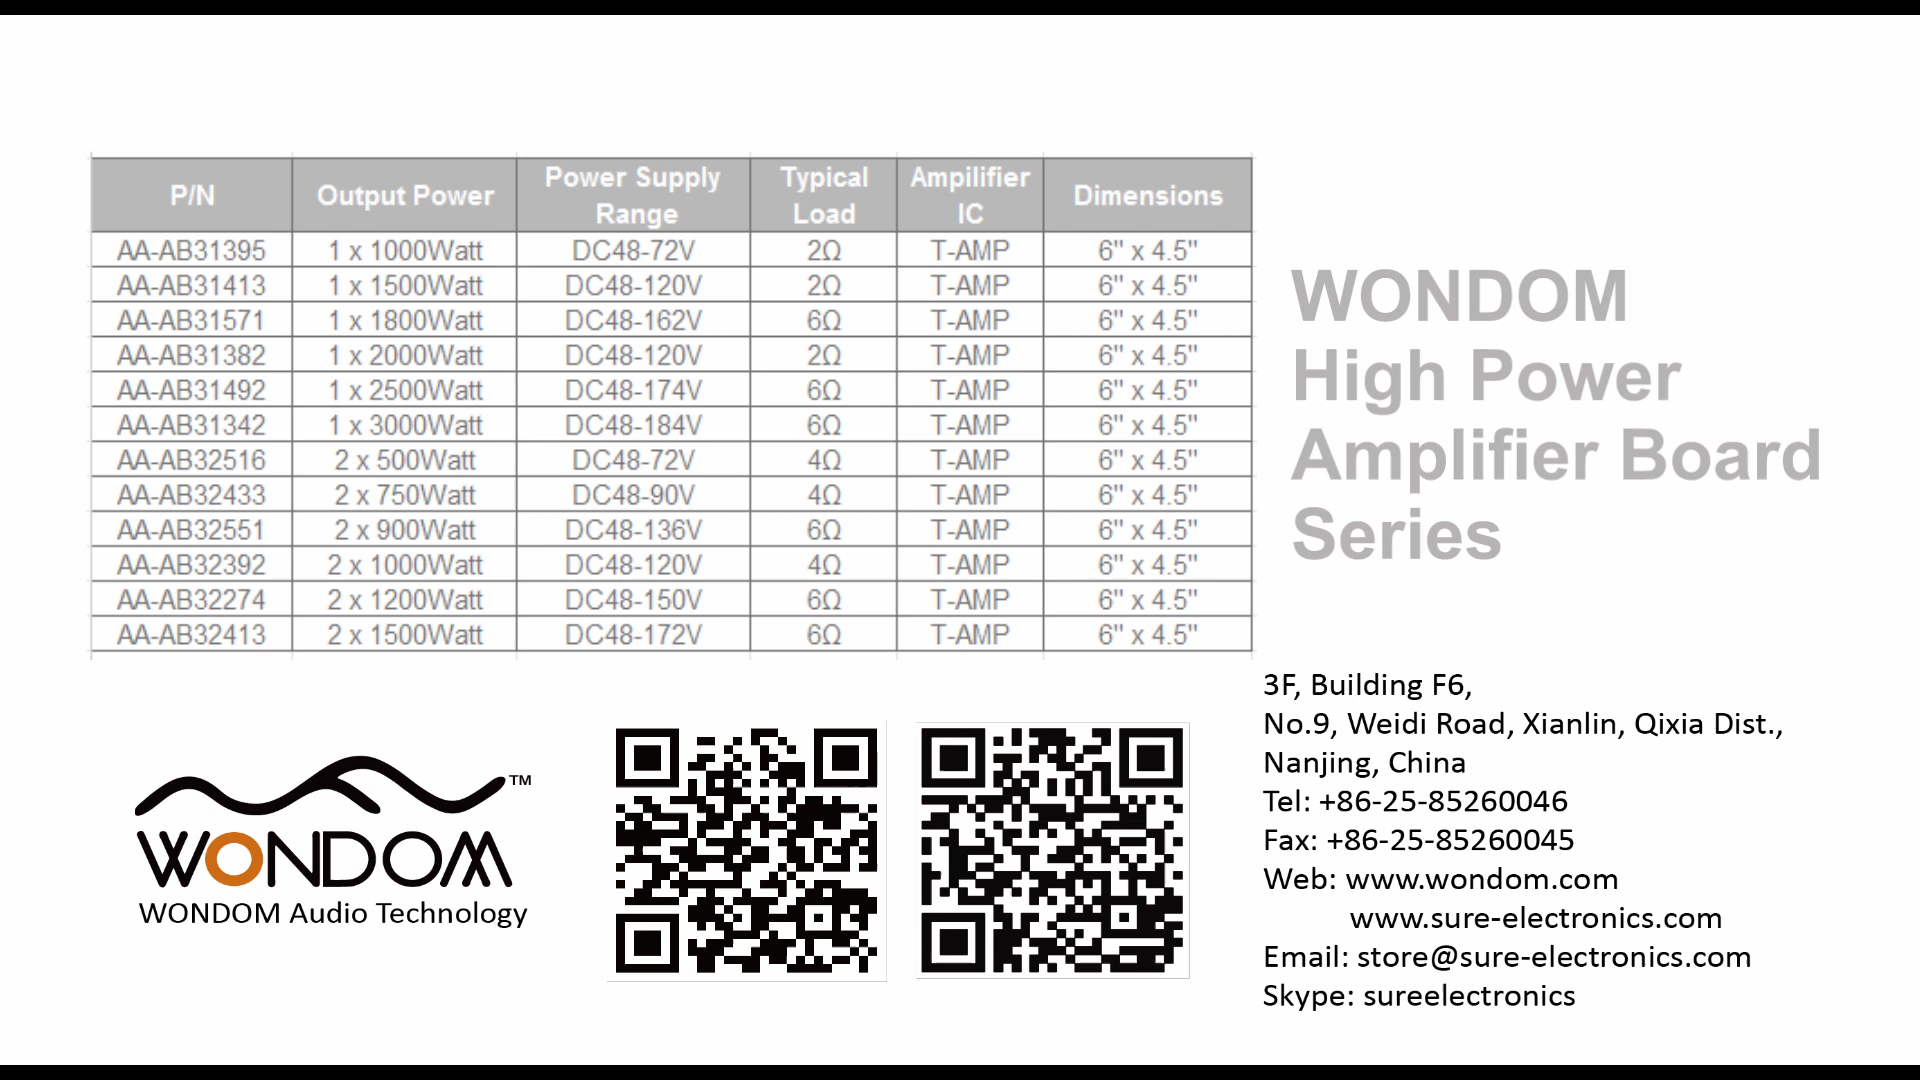 P/N Output Power Power Supply Range Typical Load Ampilifier IC Dimensions
AA-AB31395 1 x 1000Watt DC48-72V 2Ω T-AMP 6" x 4.5"
AA-AB31413 1 x 1500Watt DC48-120V 2Ω T-AMP 6" x 4.5"
AA-AB31571 1 x 1800Watt DC48-162V 6Ω T-AMP 6" x 4.5"
AA-AB31382 1 x 2000Watt DC48-120V 2Ω T-AMP 6" x 4.5"
AA-AB31492 1 x 2500Watt DC48-174V 6Ω T-AMP 6" x 4.5"
AA-AB31342 1 x 3000Watt DC48-184V 6Ω T-AMP 6" x 4.5"
AA-AB32516 2 x 500Watt DC48-72V 4Ω T-AMP 6" x 4.5"
AA-AB32433 2 x 750Watt DC48-90V 4Ω T-AMP 6" x 4.5"
AA-AB32551 2 x 900Watt DC48-136V 6Ω T-AMP 6" x 4.5"
AA-AB32392 2 x 1000Watt DC48-120V 4Ω T-AMP 6" x 4.5"
AA-AB32274 2 x 1200Watt DC48-150V 6Ω T-AMP 6" x 4.5"
AA-AB32413 2 x 1500Watt DC48-172V 6Ω T-AMP 6" x 4.5"
WONDOM
High Power
Amplifier Board
Series
™
WONDOM
WONDOM Audio Technology
3F, Building F6,
No.9, Weidi Road, Xianlin, Qixia Dist.,
Nanjing, China
Tel: +86-25-85260046
Fax: +86-25-85260045
Web: www.wondom.com
www.sure-electronics.com
Email: store@sure-electronics.com
Skype: sureelectronics